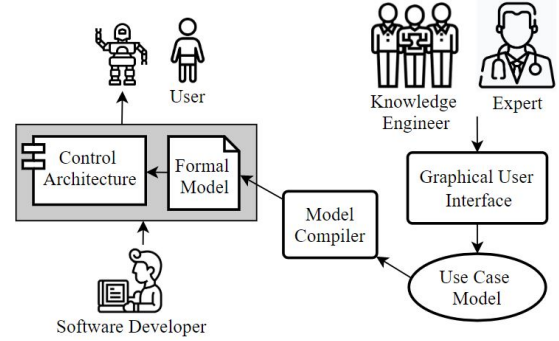 User
Knowledge
Engineer
Expert
Control
Architecture
Formal
Model
Graphical User
Interface
Model
Compiler
Use Case
Model
Software Developer